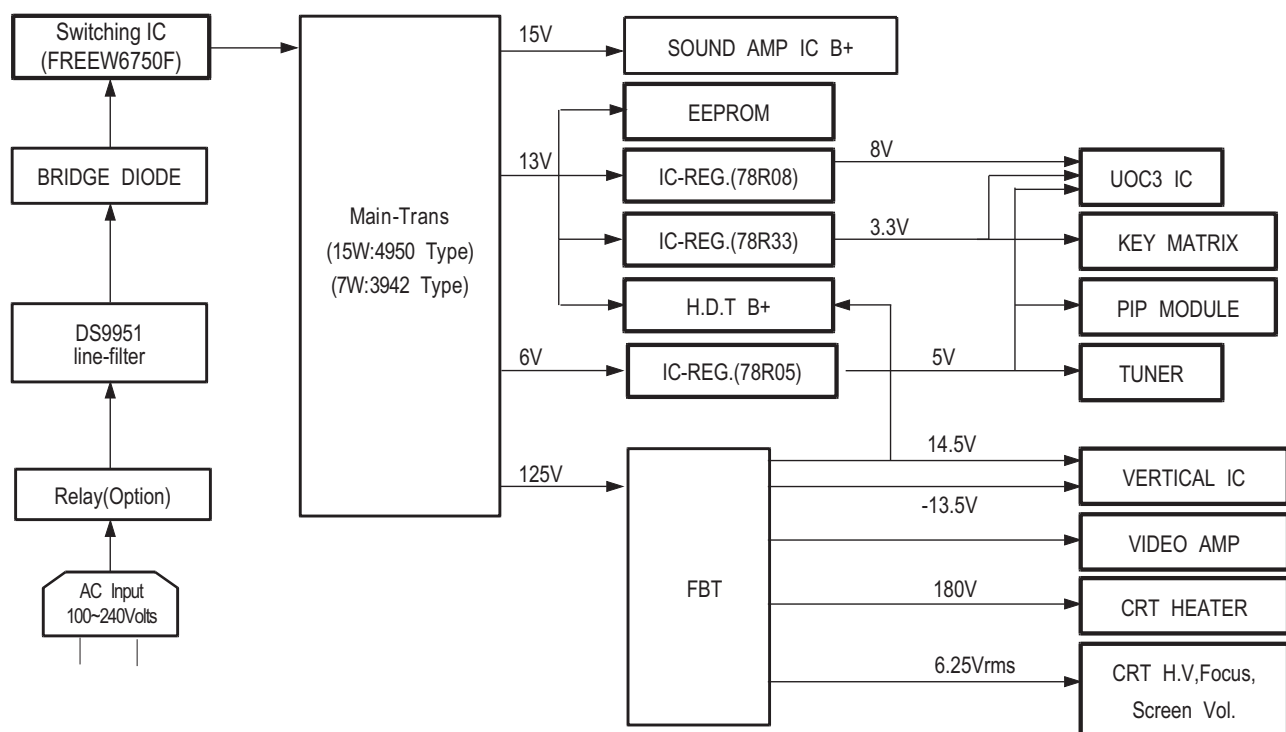 Switching IC
(FREEW6750F)
BRIDGE DIODE
DS9951
line-filter
Relay(Option)
AC Input
100~240Volts
Main-Trans
(15W:4950 Type)
(7W:3942 Type)
15V
13V
6V
125V
SOUND AMP IC B+
EEPROM
IC-REG.(78R08)
IC-REG.(78R33)
H.D.T B+
IC-REG.(78R05)
FBT
8V
3.3V
5V
14.5V
-13.5V
180V
6.25Vrms
UOC3 IC
KEY MATRIX
PIP MODULE
TUNER
VERTICAL IC
VIDEO AMP
CRT HEATER
CRT H.V,Focus,
Screen Vol.